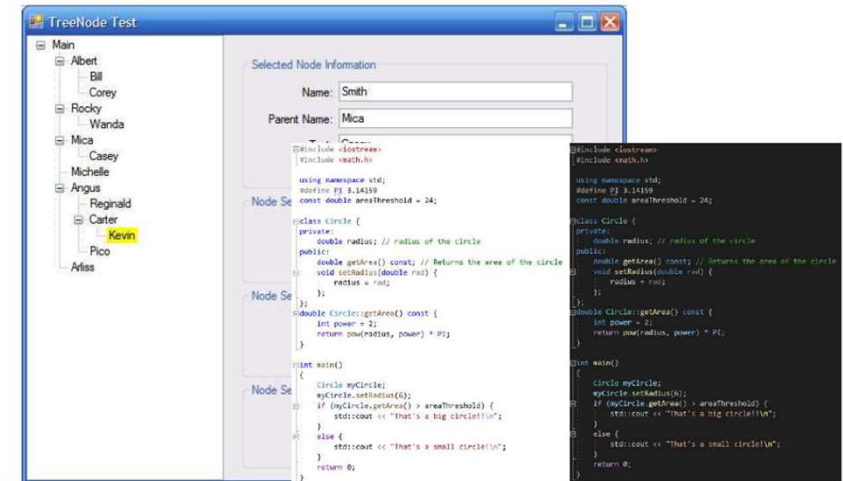 TreeNode Test
Main
Albert
Bill
Corey
Rocky
Wanda
Mica
Casey
Michelle
Angus
Reginald
Carter
Kevin
Pico
Arliss
Selected Node Information
Name: Smith
Parent Name: Mica
Node Se
Node Se
Node Se
#include <iostream>
#include <math.h>
using namespace std;
#define PI 3.14159
const double areaThreshold = 24;
class Circle {
private:
double radius; // radius of the circle
public:
double getArea() const; // Returns the area of the circle
void setRadius(double rad) {
radius = rad;
};
};
double Circle::getArea() const {
int power = 2;
return pow(radius, power) * PI;
}
int main()
{
Circle myCircle;
myCircle.setRadius(6);
if (myCircle.getArea() > areaThreshold) {
std::cout << "That's a big circle!!\n";
}
else {
std::cout << "That's a small circle!\n";
}
return 0;
}
#include <iostream>
#include <math.h>
using namespace std;
#define PI 3.14159
const double areaThreshold = 24;
class Circle {
private:
double radius; // radius of the circle
public:
double getArea() const; // Returns the area of the circle
void setRadius(double rad) {
radius = rad;
};
};
double Circle::getArea() const {
int power = 2;
return pow(radius, power) * PI;
}
int main()
{
Circle myCircle;
myCircle.setRadius(6);
if (myCircle.getArea() > areaThreshold) {
std::cout << "That's a big circle!!\n";
}
else {
std::cout << "That's a small circle!\n";
}
return 0;
}